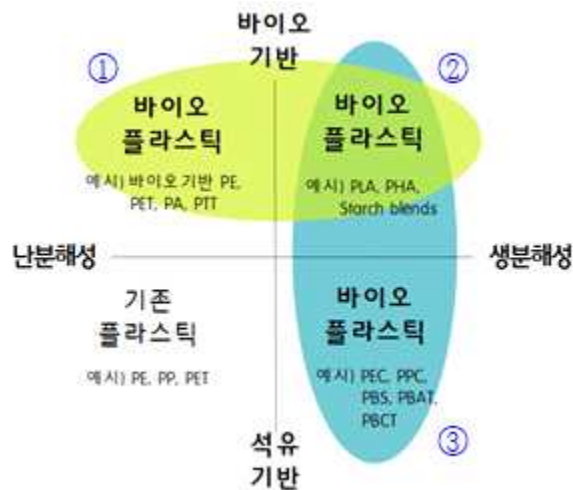 바이오
기반
①
②
바이오
플라스틱
예시) 바이오 기반 PE,
PET, PA, PTT
바이오
플라스틱
예시) PLA, PHA,
Starch blends
난분해성
생분해성
기존
플라스틱
예시) PE, PP, PET
바이오
플라스틱
예시) PEC, PPC,
PBS, PBAT,
PBCT
석유
기반
③